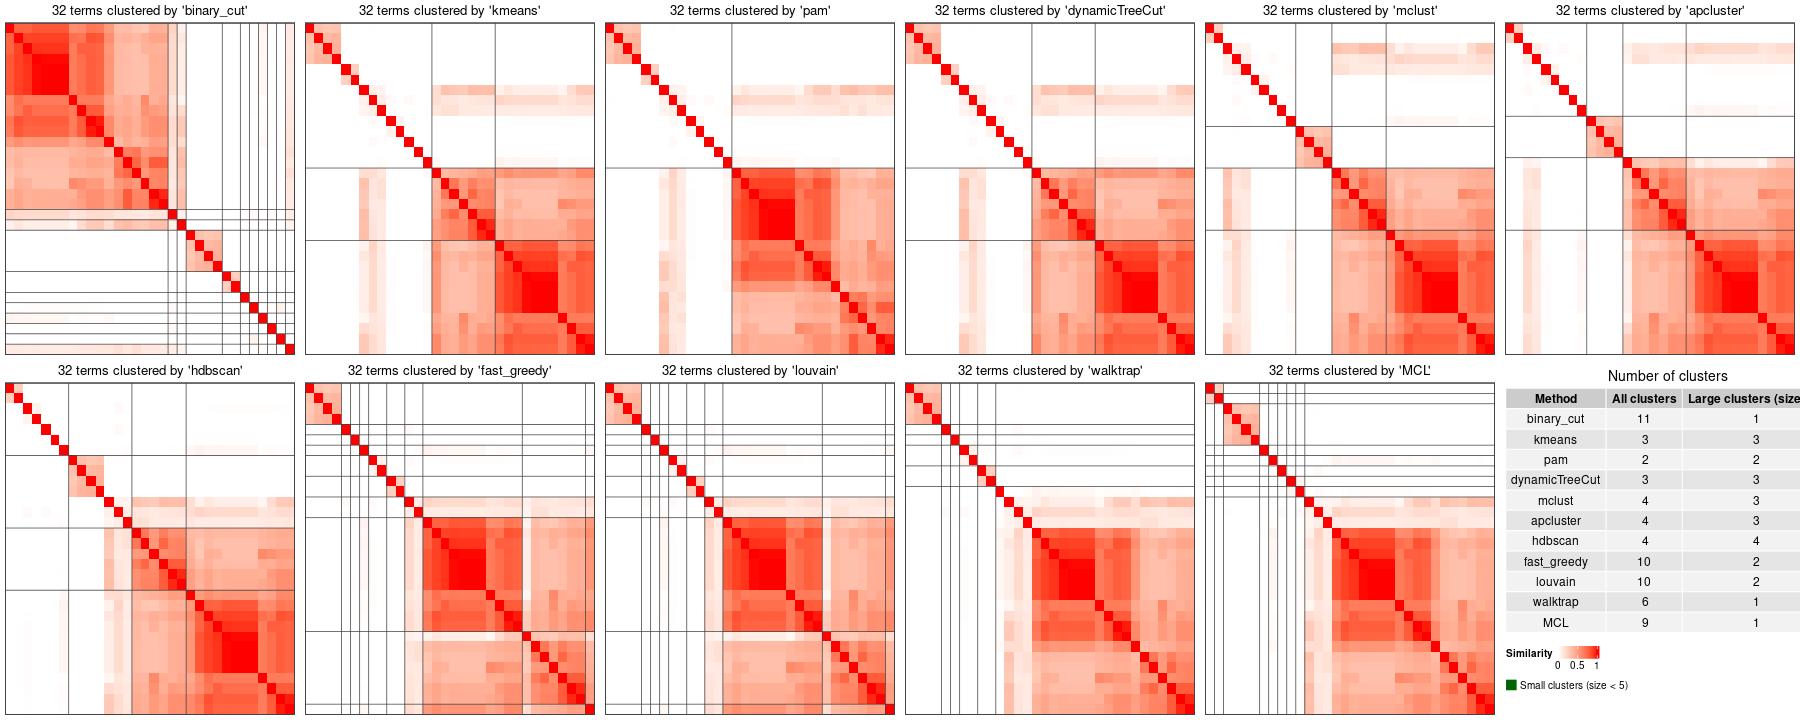 32 terms clustered by 'binary_cut'
32 terms clustered by 'kmeans'
32 terms clustered by 'pam'
32 terms clustered by 'dynamicTreeCut'
32 terms clustered by 'mclust'
32 terms clustered by 'apcluster'
32 terms clustered by 'hdbscan'
32 terms clustered by 'fast_greedy'
32 terms clustered by 'louvain'
32 terms clustered by 'walktrap'
32 terms clustered by 'MCL'
Number of clusters
Method All clusters Large clusters (size
binary_cut 11 1
kmeans 3 3
pam 2 2
dynamicTreeCut 3 3
mclust 4 3
apcluster 4 3
hdbscan 4 4
fast_greedy 10 2
louvain 10 2
walktrap 6 1
MCL 9 1
Similarity
0 0.5 1
Small clusters (size < 5)